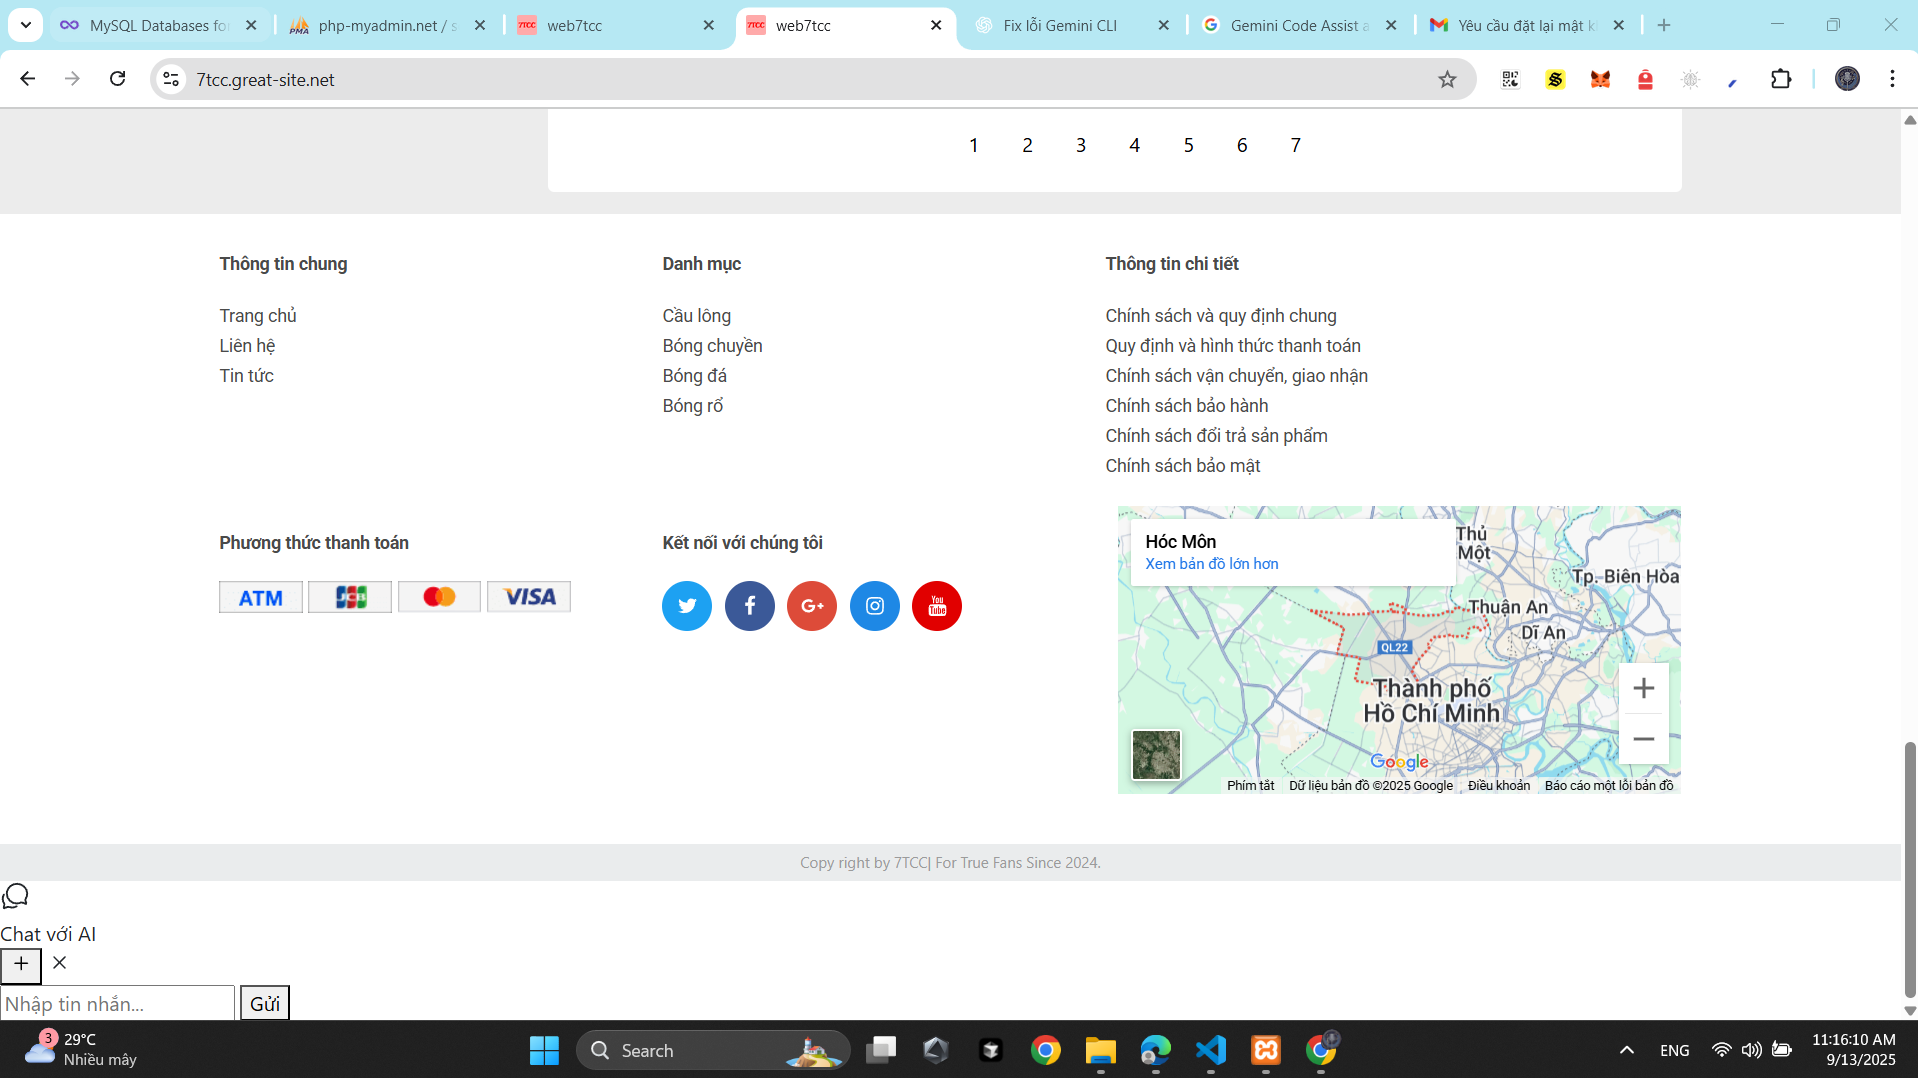 MySQL Databases for
php-myadmin.net / s
web7tcc
web7tcc
Fix lỗi Gemini CLI
Gemini Code Assist a
Yêu cầu đặt lại mật k
7tcc.great-site.net
1 2 3 4 5 6 7
Thông tin chung
Trang chủ
Liên hệ
Tin tức
Danh mục
Cầu lông
Bóng chuyền
Bóng đá
Bóng rổ
Thông tin chi tiết
Chính sách và quy định chung
Quy định và hình thức thanh toán
Chính sách vận chuyển, giao nhận
Chính sách bảo hành
Chính sách đổi trả sản phẩm
Chính sách bảo mật
Phương thức thanh toán
ATM JCB VISA
Kết nối với chúng tôi
You
Tube
Hóc Môn
Xem bản đồ lớn hơn
Thủ
Một
Tp. Biên Hòa
Thuận An
Dĩ An
QL22
Thành phố
Hồ Chí Minh
Google
Phím tắt Dữ liệu bản đồ ©2025 Google Điều khoản Báo cáo một lỗi bản đồ
Copy right by 7TCC| For True Fans Since 2024.
Chat với AI
Nhập tin nhắn... Gửi
3 29°C
Nhiều mây
Search
ENG
11:16:10 AM
9/13/2025